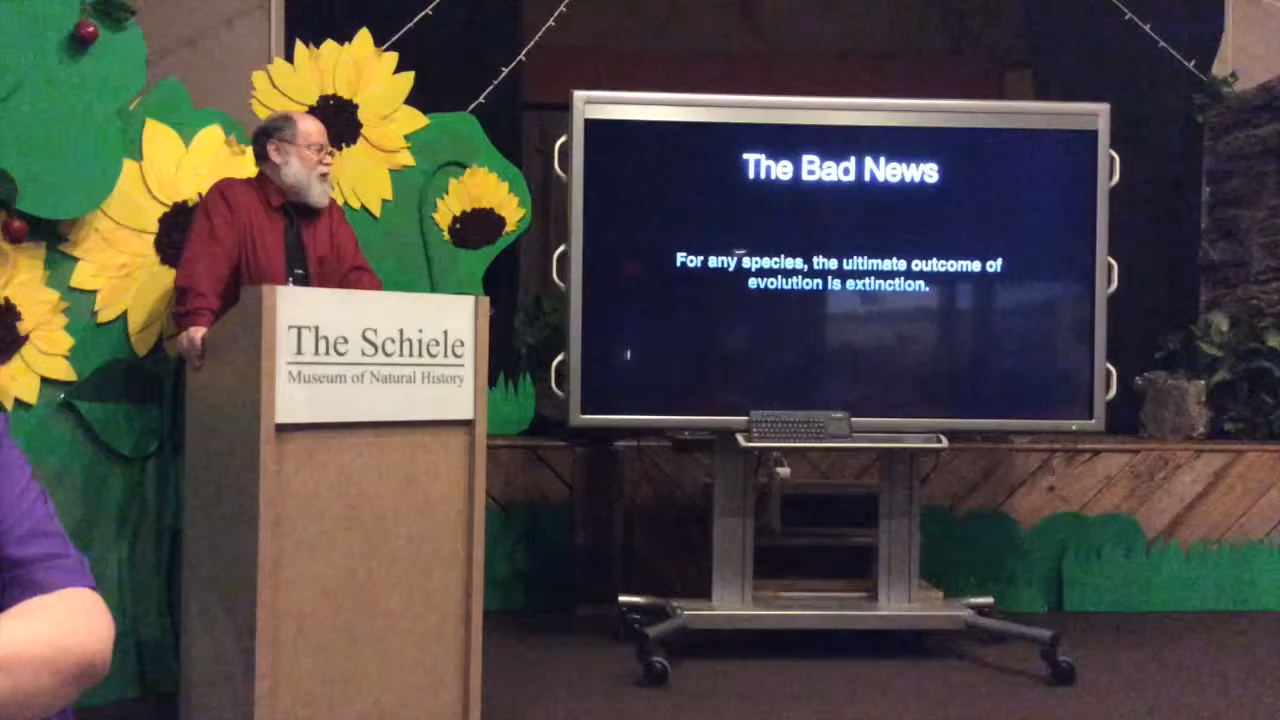 The Schiele
Museum of Natural History
The Bad News
For any species, the ultimate outcome of
evolution is extinction.